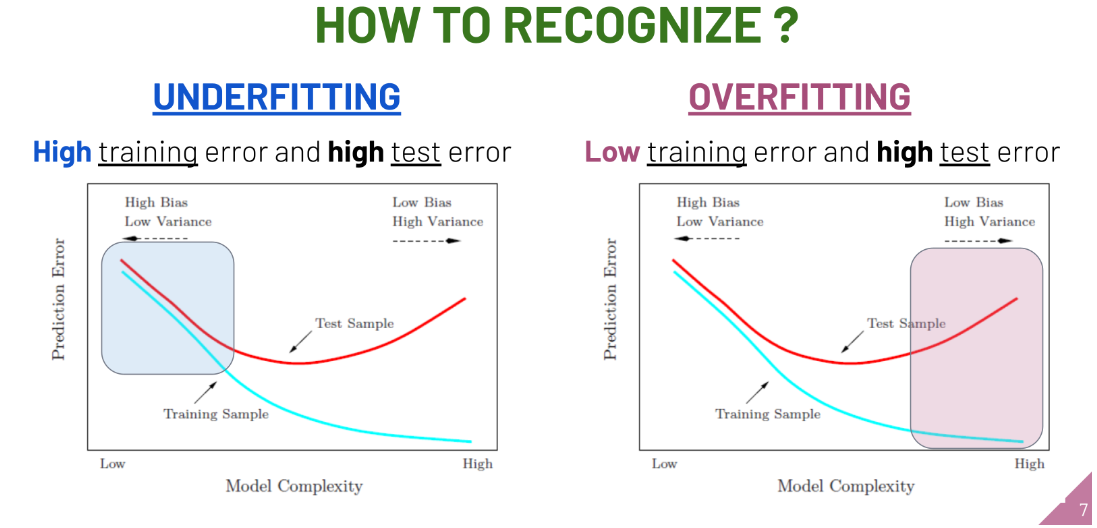 HOW TO RECOGNIZE ?
UNDERFITTING
High training error and high test error
High Bias
Low Variance
Low Bias
High Variance
Prediction Error
Test Sample
Training Sample
Low
High
Model Complexity
OVERFITTING
Low training error and high test error
High Bias
Low Variance
Low Bias
High Variance
Prediction Error
Test Sample
Training Sample
Low
High
Model Complexity
7